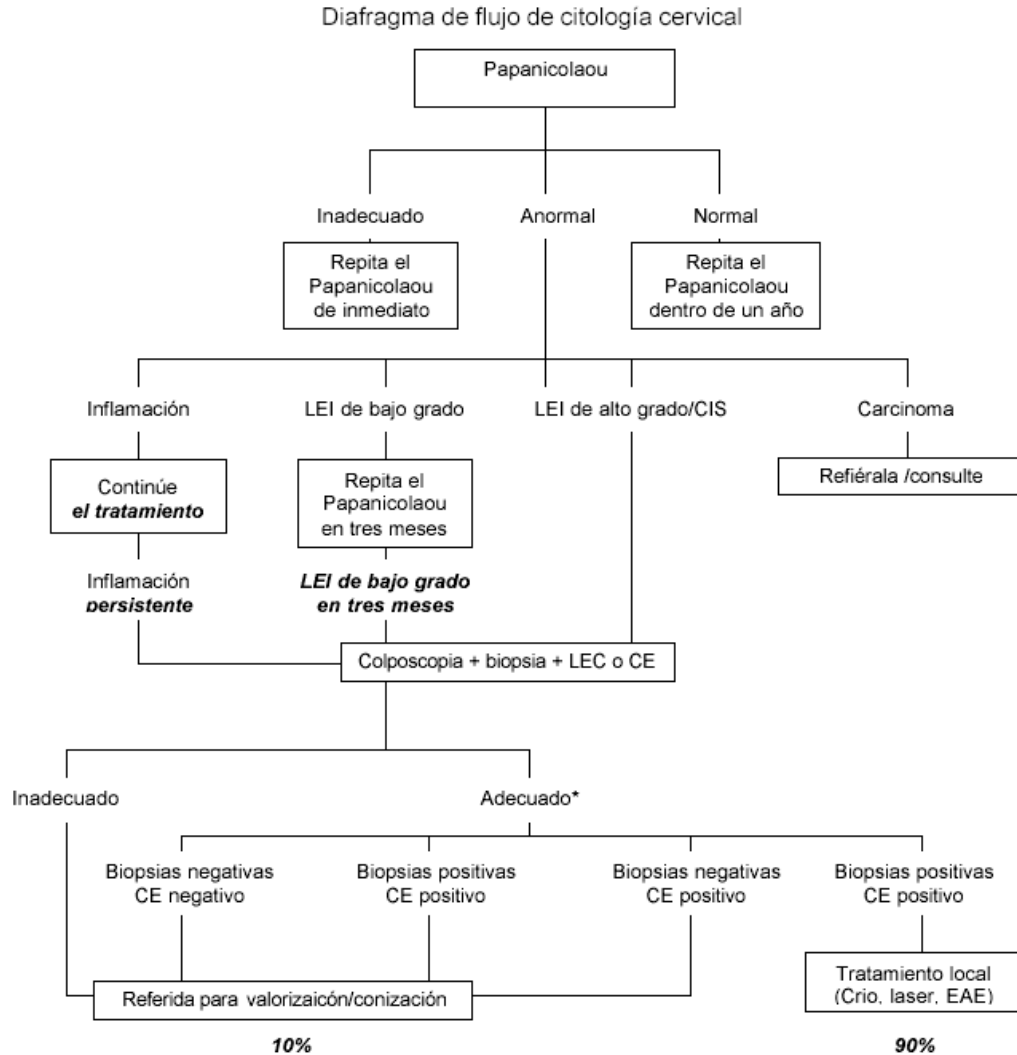 Diafragma de flujo de citología cervical
Papanicolaou
Inadecuado
Anormal
Normal
Repita el
Papanicolaou
de inmediato
Repita el
Papanicolaou
dentro de un año
Inflamación
LEI de bajo grado
LEI de alto grado/CIS
Carcinoma
Continúe
el tratamiento
Repita el
Papanicolaou
en tres meses
Refiérala /consulte
Inflamación
persistente
LEI de bajo grado
en tres meses
Colposcopia + biopsia + LEC o CE
Inadecuado
Adecuado*
Biopsias negativas
CE negativo
Biopsias positivas
CE positivo
Biopsias negativas
CE positivo
Biopsias positivas
CE positivo
Referida para valorizaicón/conización
Tratamiento local
(Crio, laser, EAE)
10%
90%